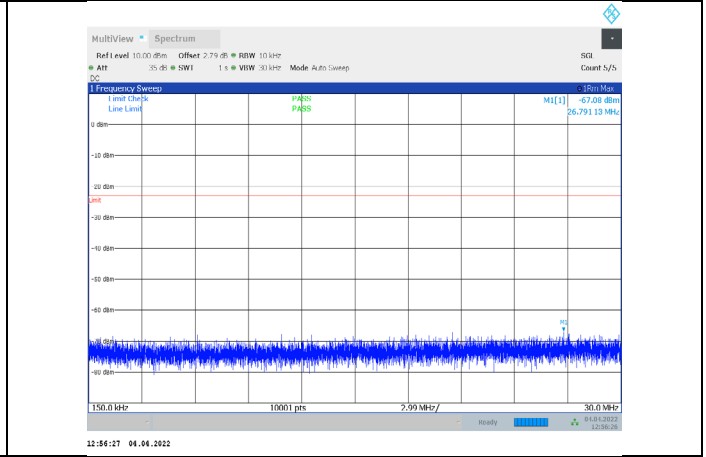 MultiView Spectrum
Ref Level 10.00 dBm Offset 2.79 dB RBW 10 kHz SGL
Att 35 dB SWT 1 s VBW 30 kHz Mode Auto Sweep Count 5/5
DC
1 Frequency Sweep 1Rm Max
Limit Check PASS M1[1] -67.08 dBm
Line Limit PASS 26.791 13 MHz
0 dBm
-10 dBm
-20 dBm
Limit
-30 dBm
-40 dBm
-50 dBm
-60 dBm
M1
-70 dBm
-80 dBm
150.0 kHz 10001 pts 2.99 MHz/ 30.0 MHz
Ready 04.04.2022
12:56:26
12:56:27 04.04.2022